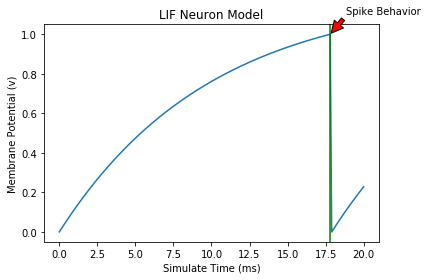 LIF Neuron Model
Spike Behavior
Membrane Potential (v)
1.0
0.8
0.6
0.4
0.2
0.0
0.0 2.5 5.0 7.5 10.0 12.5 15.0 17.5 20.0
Simulate Time (ms)